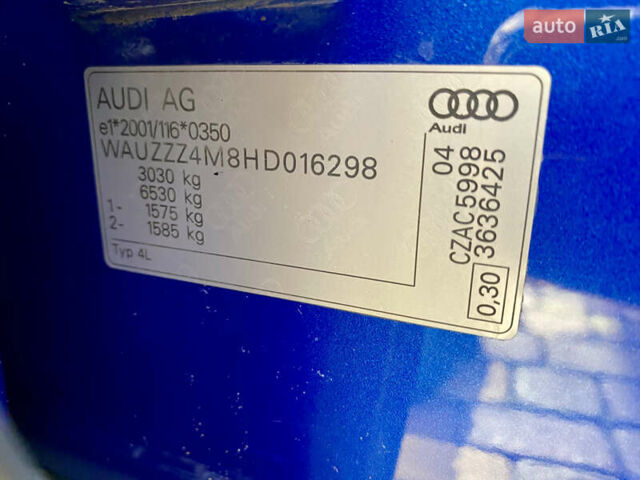 auto RIA.com
AUDI AG
e1*2001/116*0350
WAUZZZ4M8HD016298
3030 kg
6530 kg
1- 1575 kg
2- 1585 kg
Typ 4L
Audi
04
CZAC5998
3636425
0,30